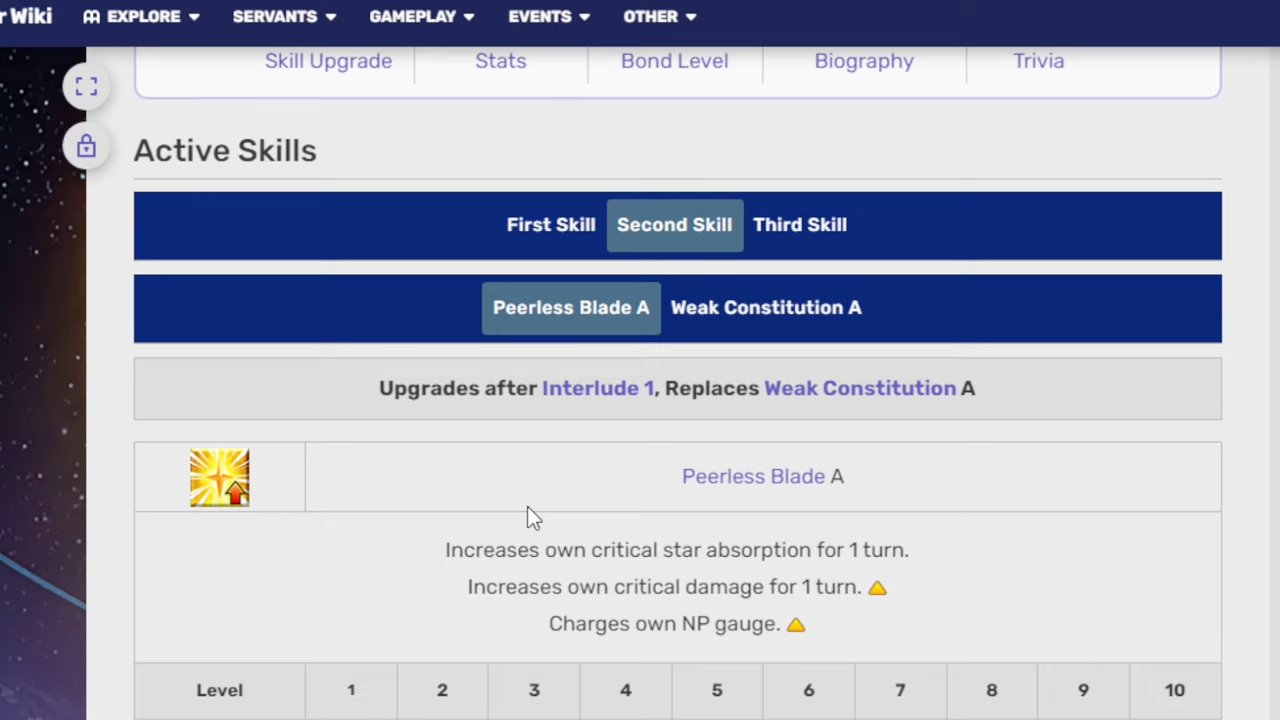 r Wiki EXPLORE SERVANTS GAMEPLAY EVENTS OTHER
Skill Upgrade Stats Bond Level Biography Trivia
Active Skills
First Skill Second Skill Third Skill
Peerless Blade A Weak Constitution A
Upgrades after Interlude 1, Replaces Weak Constitution A
Peerless Blade A
Increases own critical star absorption for 1 turn.
Increases own critical damage for 1 turn.
Charges own NP gauge.
Level 1 2 3 4 5 6 7 8 9 10